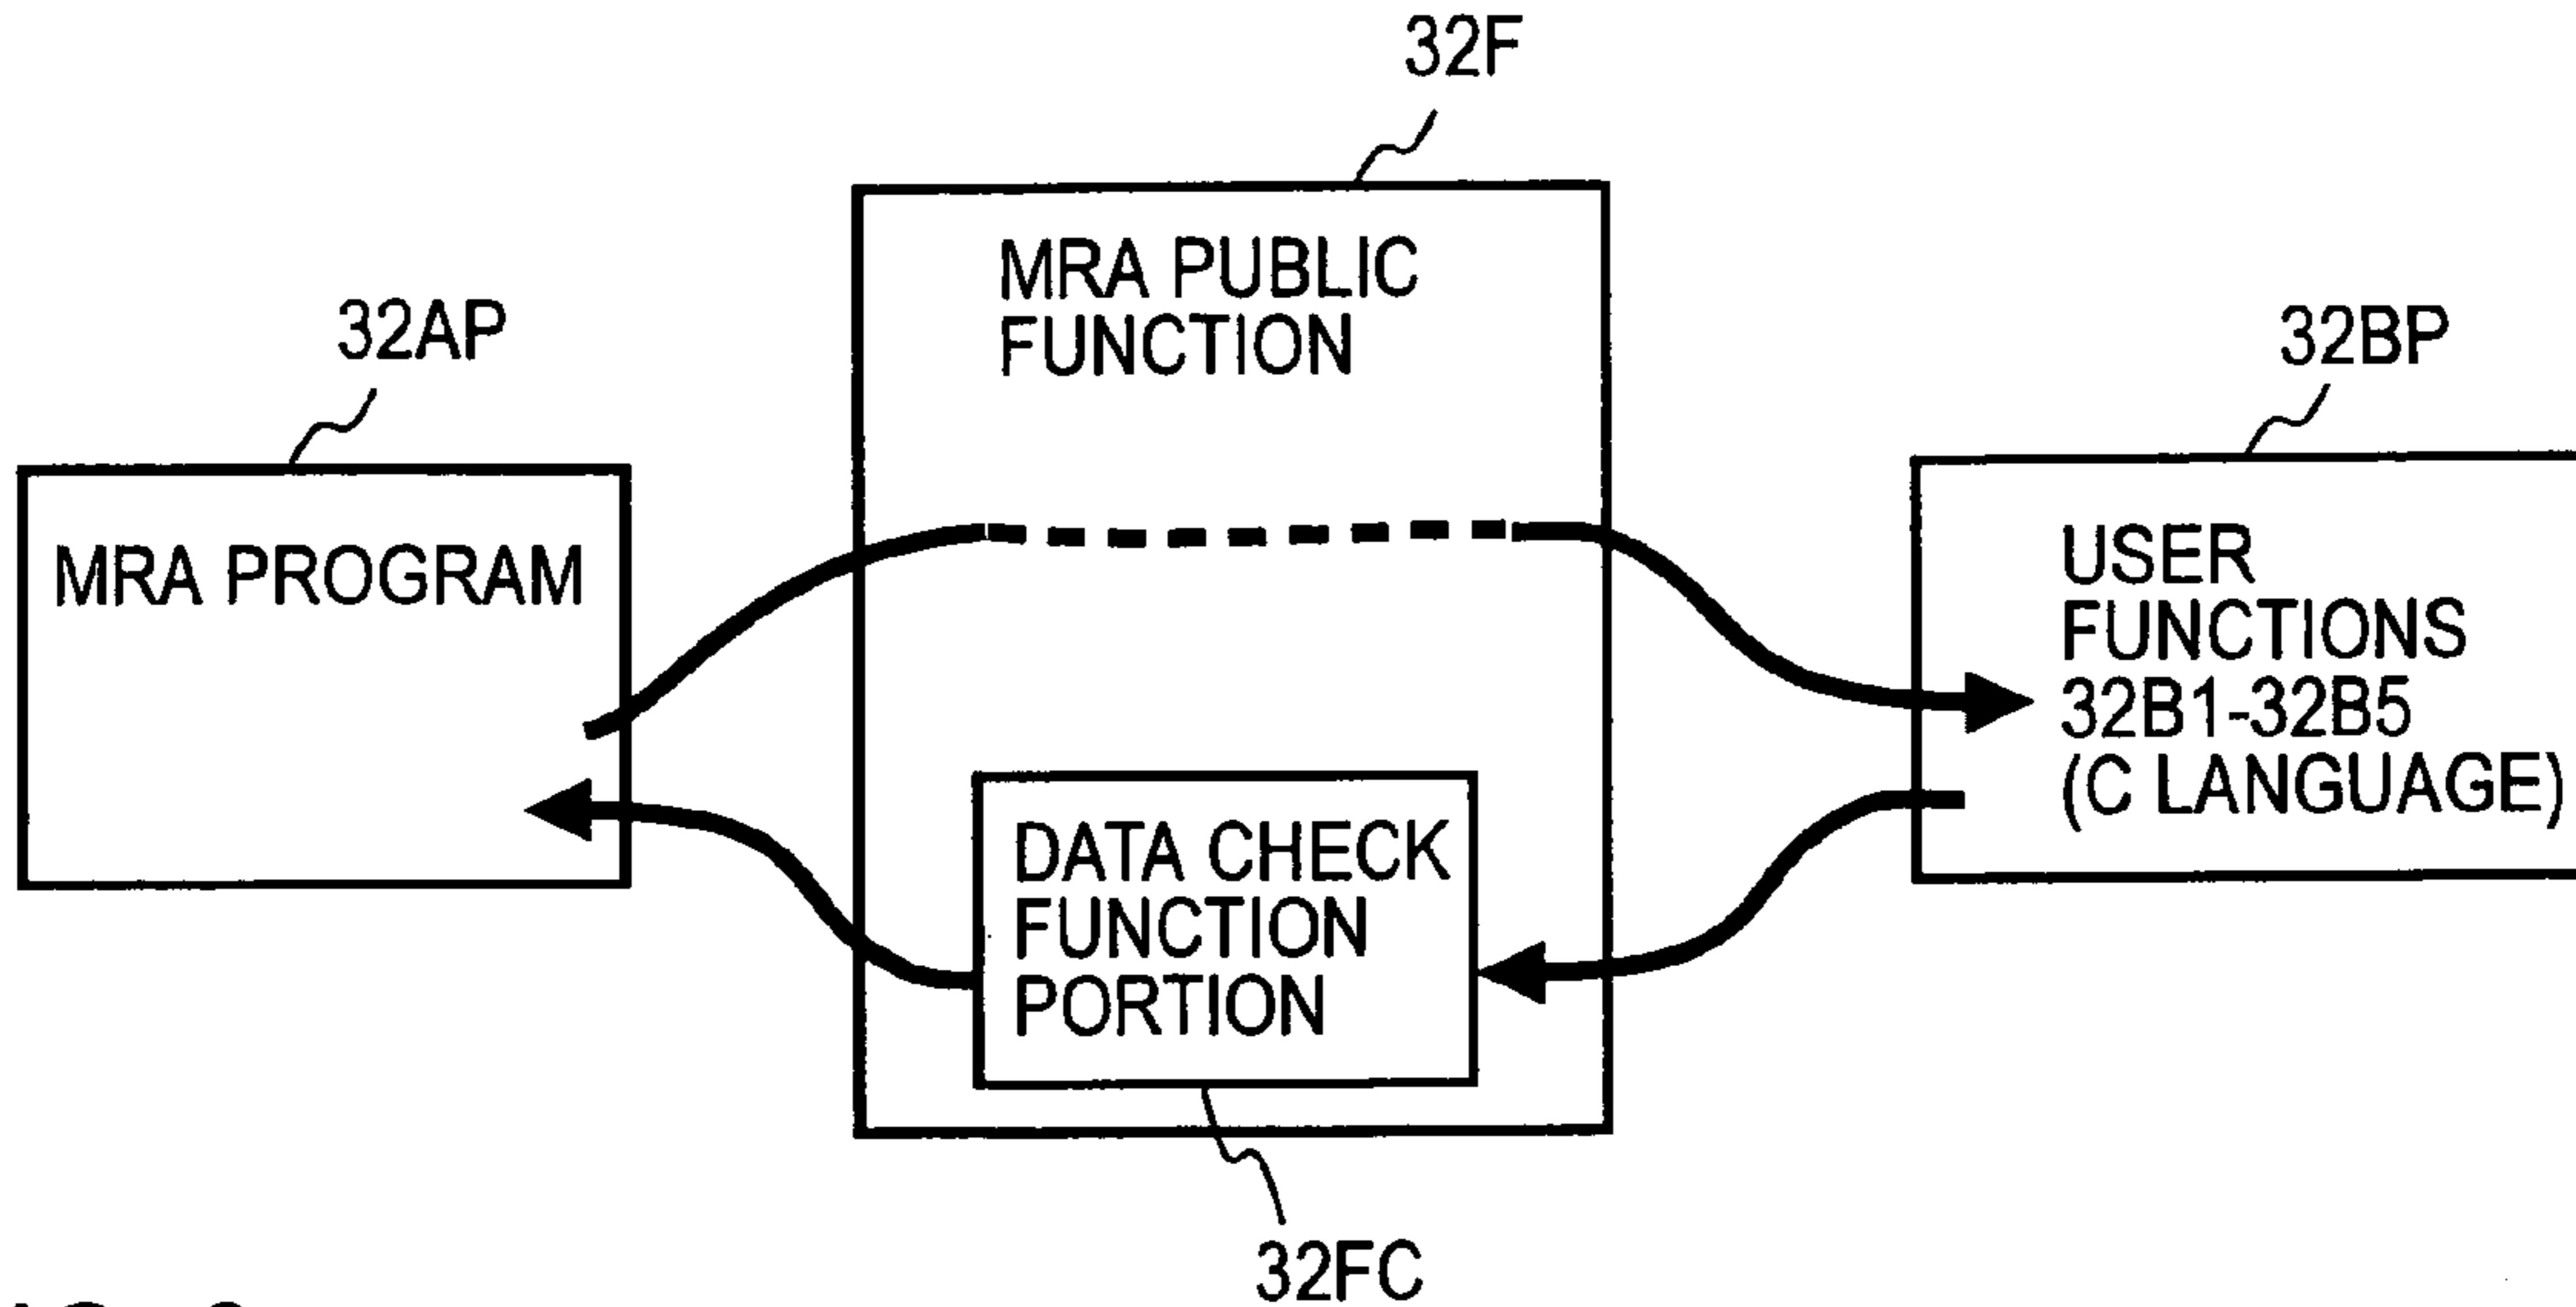 32F
MRA PUBLIC
FUNCTION
32AP
32BP
MRA PROGRAM
USER
FUNCTIONS
32B1-32B5
(C LANGUAGE)
DATA CHECK
FUNCTION
PORTION
32FC